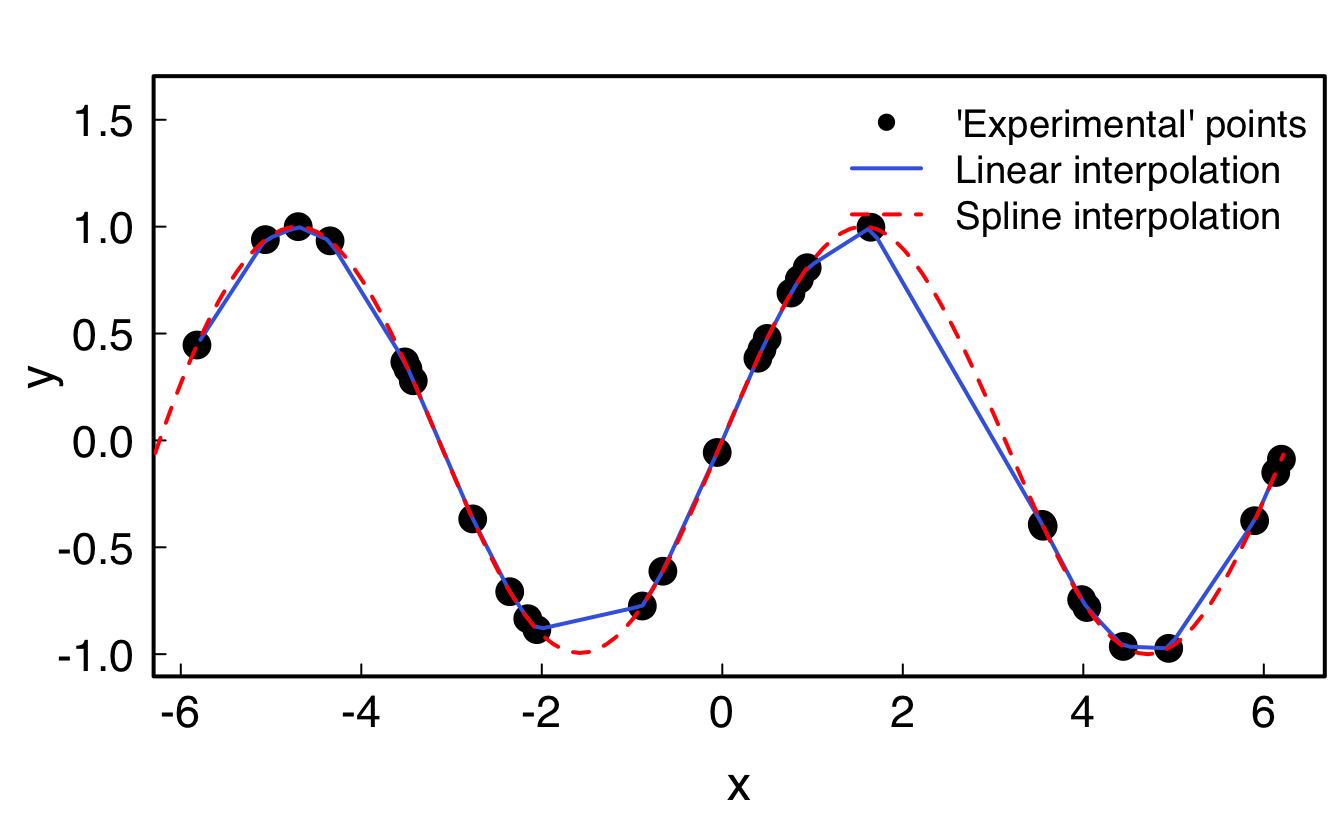 1.5
1.0
0.5
0.0
-0.5
-1.0
y
'Experimental' points
Linear interpolation
Spline interpolation
-6 -4 -2 0 2 4 6
x